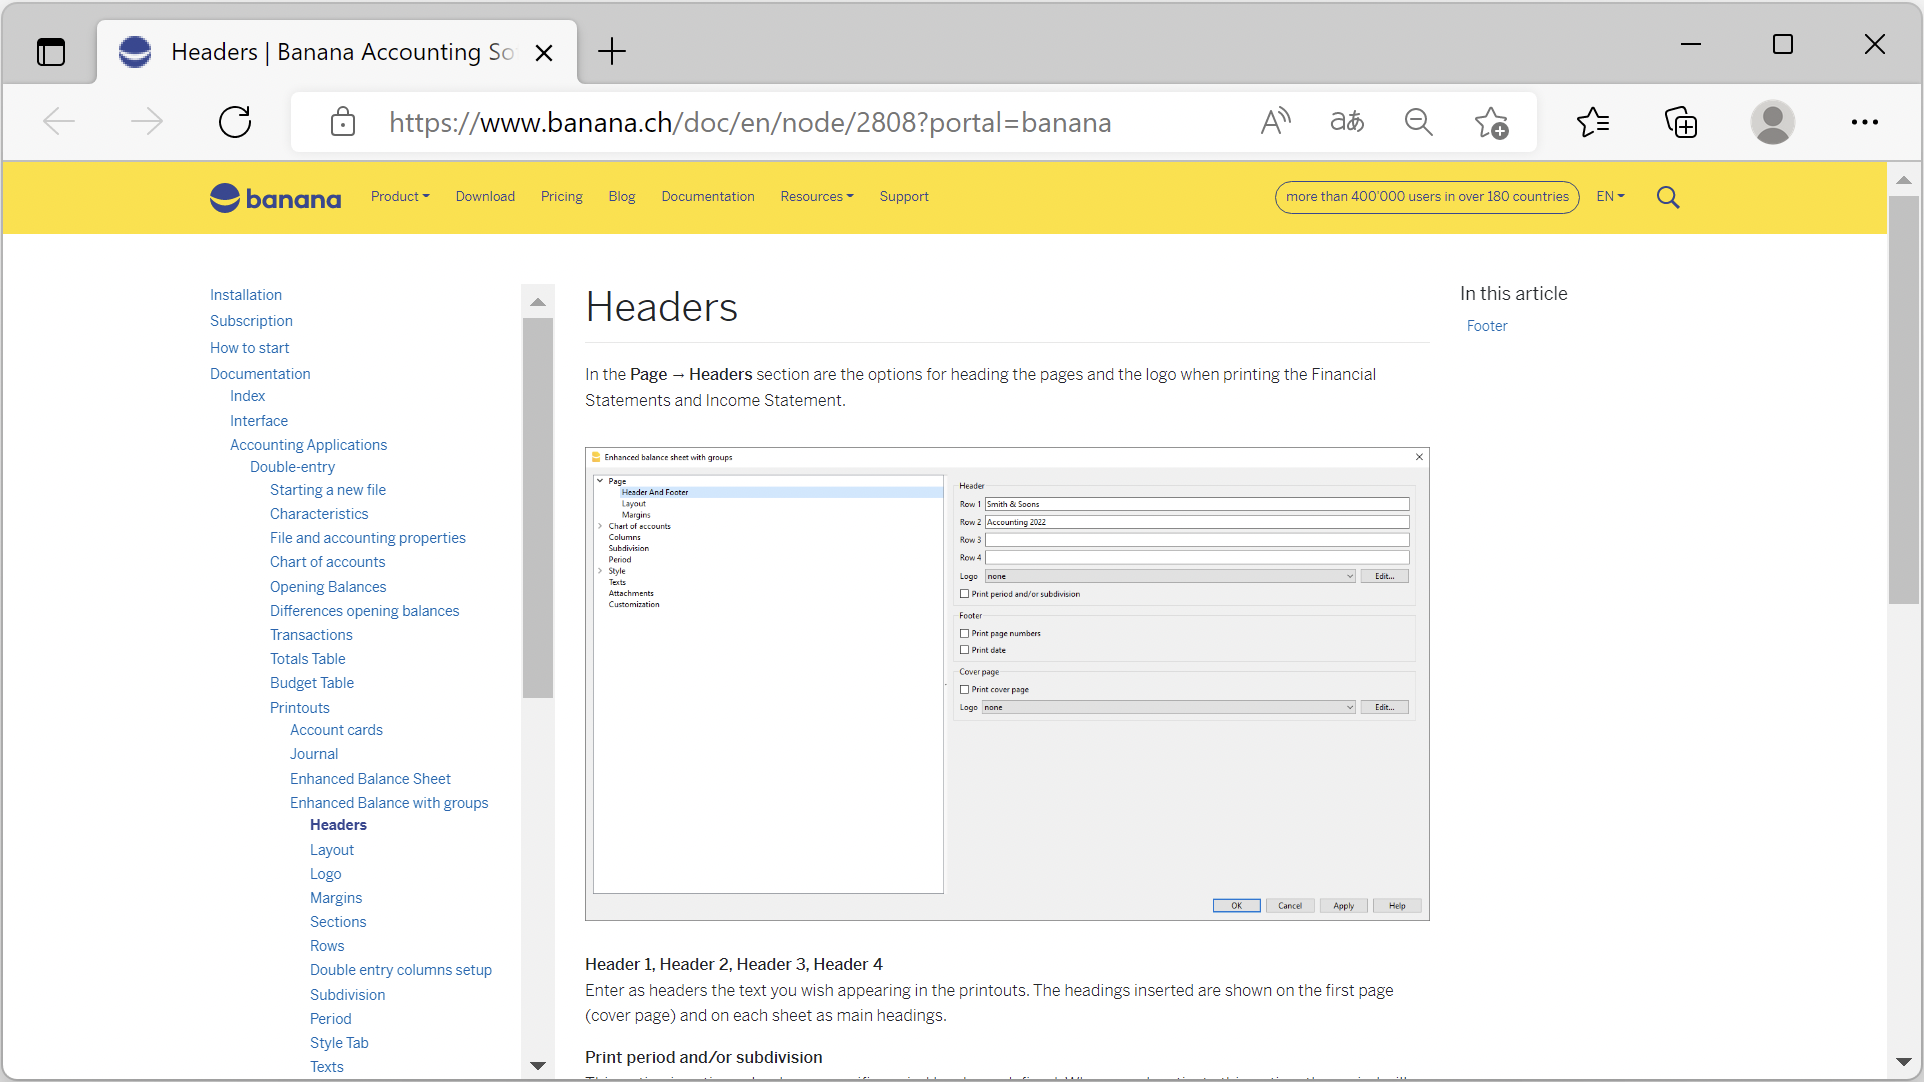 Headers | Banana Accounting So
https://www.banana.ch/doc/en/node/2808?portal=banana
banana
Product Download Pricing Blog Documentation Resources Support
more than 400'000 users in over 180 countries
EN
Installation
Subscription
How to start
Documentation
Index
Interface
Accounting Applications
Double-entry
Starting a new file
Characteristics
File and accounting properties
Chart of accounts
Opening Balances
Differences opening balances
Transactions
Totals Table
Budget Table
Printouts
Account cards
Journal
Enhanced Balance Sheet
Enhanced Balance with groups
Headers
Layout
Logo
Margins
Sections
Rows
Double entry columns setup
Subdivision
Period
Style Tab
Texts
Headers
In the Page → Headers section are the options for heading the pages and the logo when printing the Financial
Statements and Income Statement.
Enhanced balance sheet with groups
Page
Header And Footer
Layout
Margins
Chart of accounts
Columns
Subdivision
Period
Style
Texts
Attachments
Customization
Header
Row 1 Smith & Soons
Row 2 Accounting 2022
Row 3
Row 4
Logo none Edit...
Print period and/or subdivision
Footer
Print page numbers
Print date
Cover page
Print cover page
Logo none Edit...
OK Cancel Apply Help
Header 1, Header 2, Header 3, Header 4
Enter as headers the text you wish appearing in the printouts. The headings inserted are shown on the first page
(cover page) and on each sheet as main headings.
Print period and/or subdivision
In this article
Footer